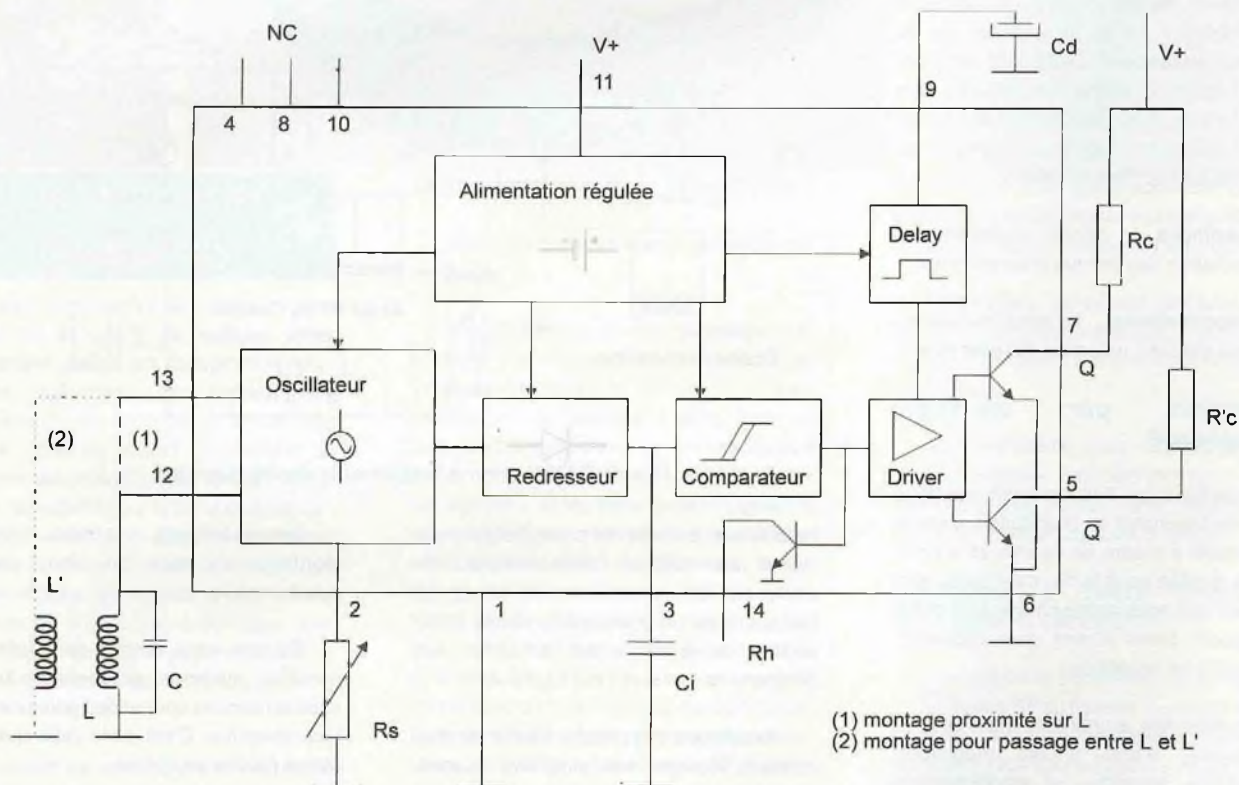 NC
V+
Cd
V+
11
9
4
8
10
Alimentation régulée
Delay
Rc
7
Q
R'c
13
Oscillateur
(2)
(1)
12
Redresseur
Comparateur
Driver
5
Q̅
L'
2
1
3
14
6
Rh
C
Ci
L
Rs
(1) montage proximité sur L
(2) montage pour passage entre L et L'